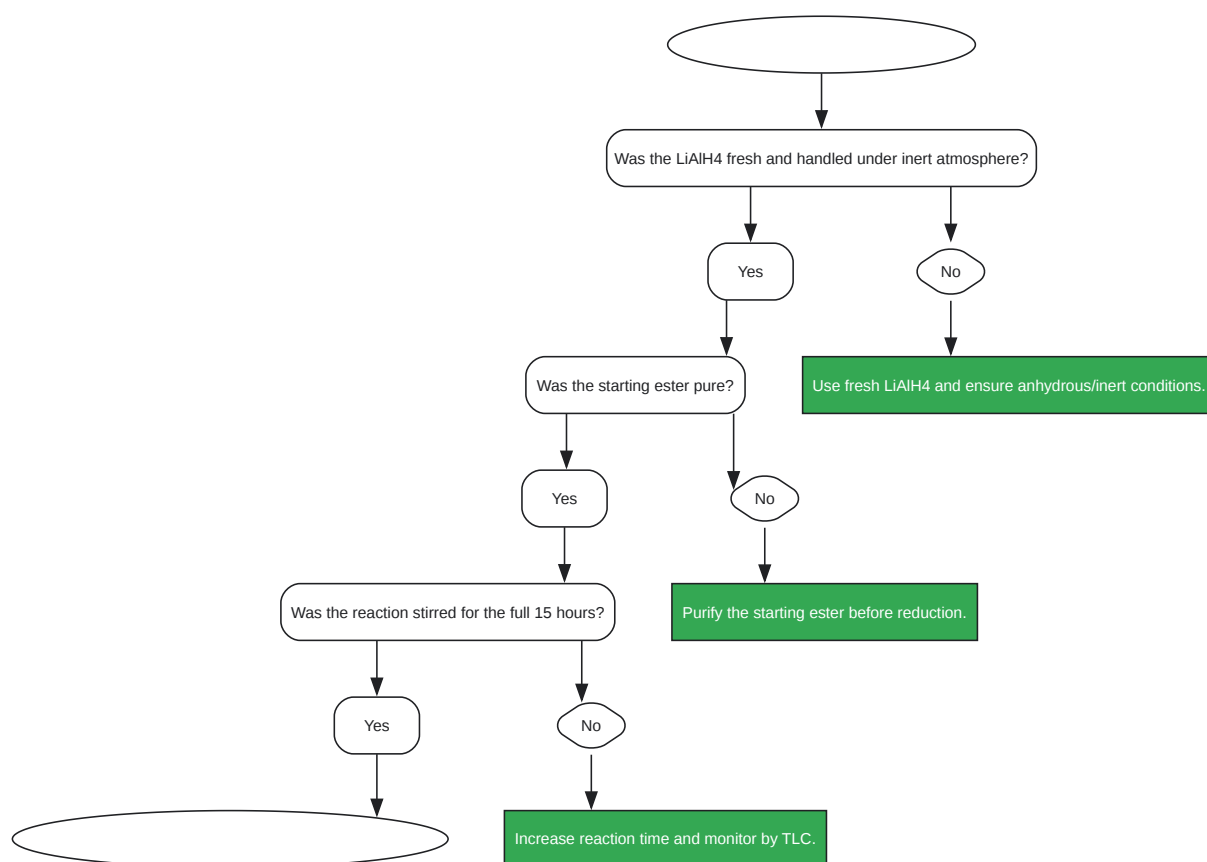 Was the LiAlH4 fresh and handled under inert atmosphere?
Yes
No
Was the starting ester pure?
Use fresh LiAlH4 and ensure anhydrous/inert conditions.
Yes
No
Was the reaction stirred for the full 15 hours?
Purify the starting ester before reduction.
Yes
No
Increase reaction time and monitor by TLC.